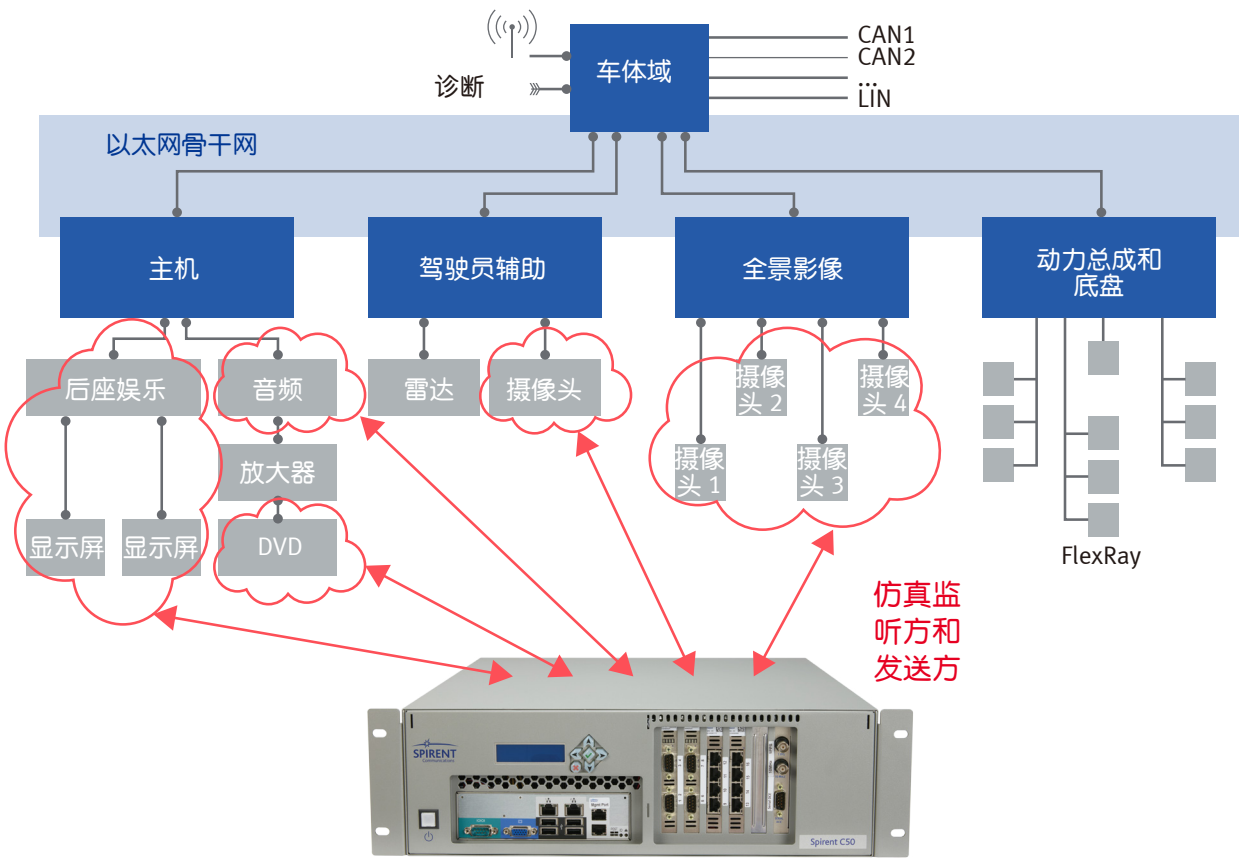 CAN1
车体域
CAN2
诊断
...
LIN
以太网骨干网
主机
驾驶员辅助
全景影像
动力总成和
底盘
后座娱乐
音频
雷达
摄像头
摄像
头 2
摄像
头 4
放大器
摄像
头 1
摄像
头 3
显示屏
显示屏
DVD
FlexRay
仿真监
听方和
发送方
SPIRENT
Communications
Spirent C50